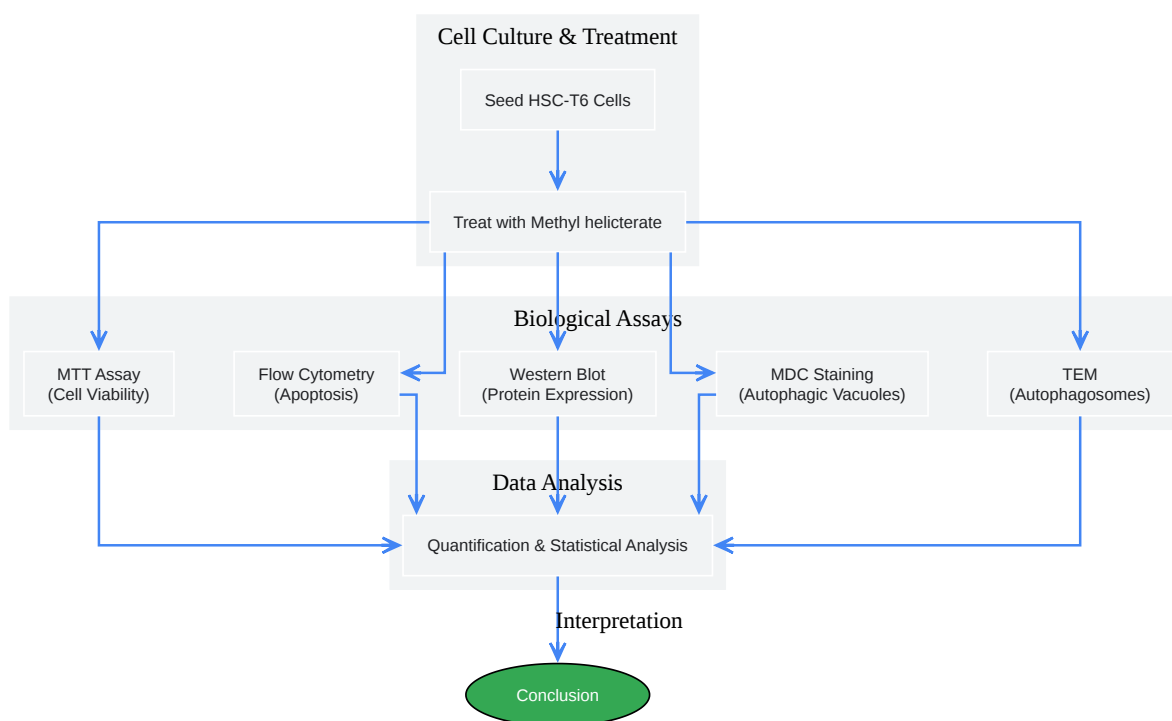 Cell Culture & Treatment
Seed HSC-T6 Cells
Treat with Methyl helicterate
Biological Assays
MTT Assay
(Cell Viability)
Flow Cytometry
(Apoptosis)
Western Blot
(Protein Expression)
MDC Staining
(Autophagic Vacuoles)
TEM
(Autophagosomes)
Data Analysis
Quantification & Statistical Analysis
Interpretation
Conclusion